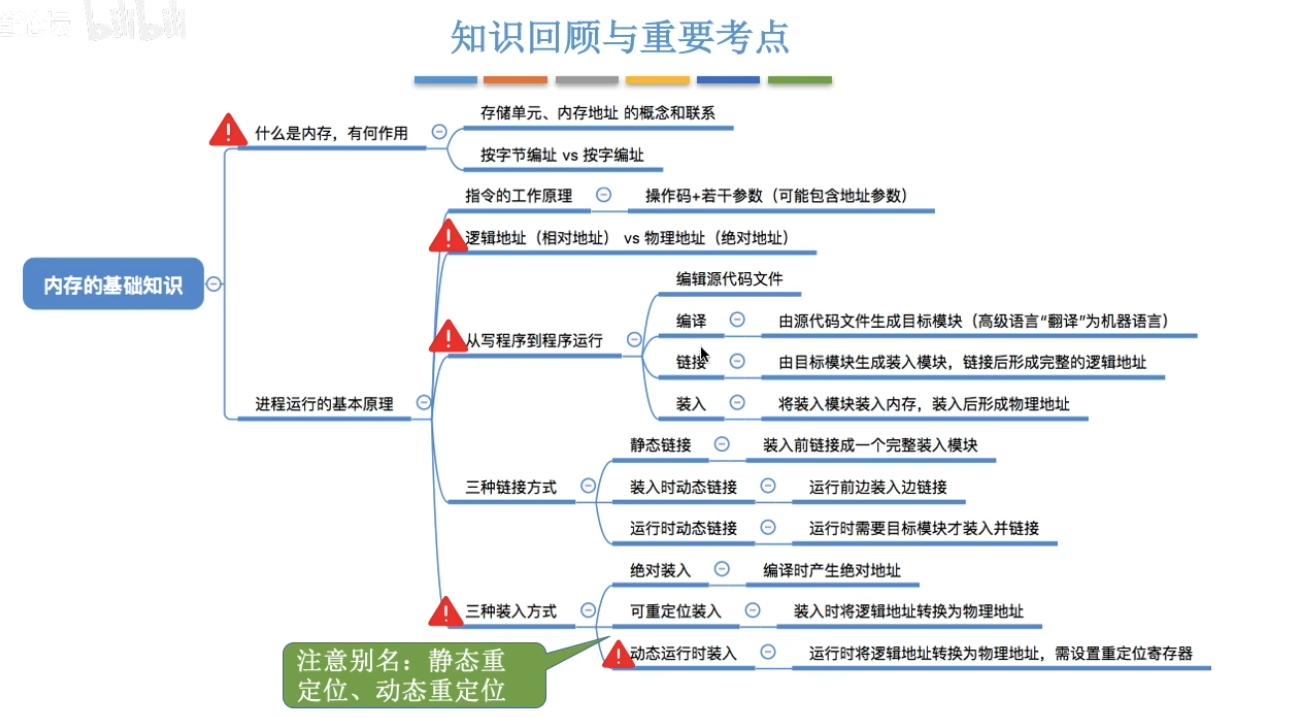 bilibili
知识回顾与重要考点
什么是内存，有何作用
存储单元、内存地址 的概念和联系
按字节编址 vs 按字编址
内存的基础知识
进程运行的基本原理
指令的工作原理
操作码+若干参数（可能包含地址参数）
逻辑地址（相对地址） vs 物理地址（绝对地址）
从写程序到程序运行
编辑源代码文件
编译
由源代码文件生成目标模块（高级语言“翻译”为机器语言）
链接
由目标模块生成装入模块，链接后形成完整的逻辑地址
装入
将装入模块装入内存，装入后形成物理地址
三种链接方式
静态链接
装入前链接成一个完整装入模块
装入时动态链接
运行前边装入边链接
运行时动态链接
运行时需要目标模块才装入并链接
三种装入方式
绝对装入
编译时产生绝对地址
可重定位装入
装入时将逻辑地址转换为物理地址
动态运行时装入
运行时将逻辑地址转换为物理地址，需设置重定位寄存器
注意别名：静态重
定位、动态重定位